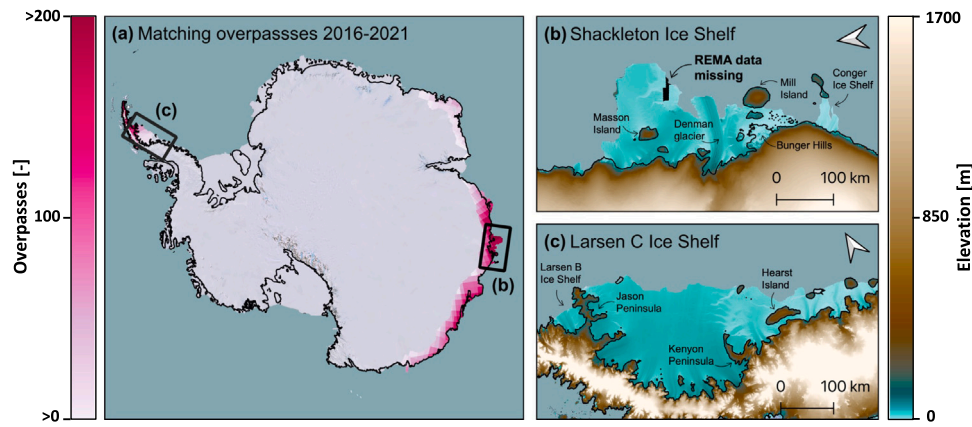 >200
100
>0
Overpasses [-]
(a) Matching overpassses 2016-2021
(c)
(b)
(b) Shackleton Ice Shelf
REMA data
missing
Mill
Island
Conger
Ice Shelf
Masson
Island
Denman
glacier
Bunger Hills
0 100 km
(c) Larsen C Ice Shelf
Larsen B
Ice Shelf
Jason
Peninsula
Hearst
Island
Kenyon
Peninsula
0 100 km
1700
850
0
Elevation [m]